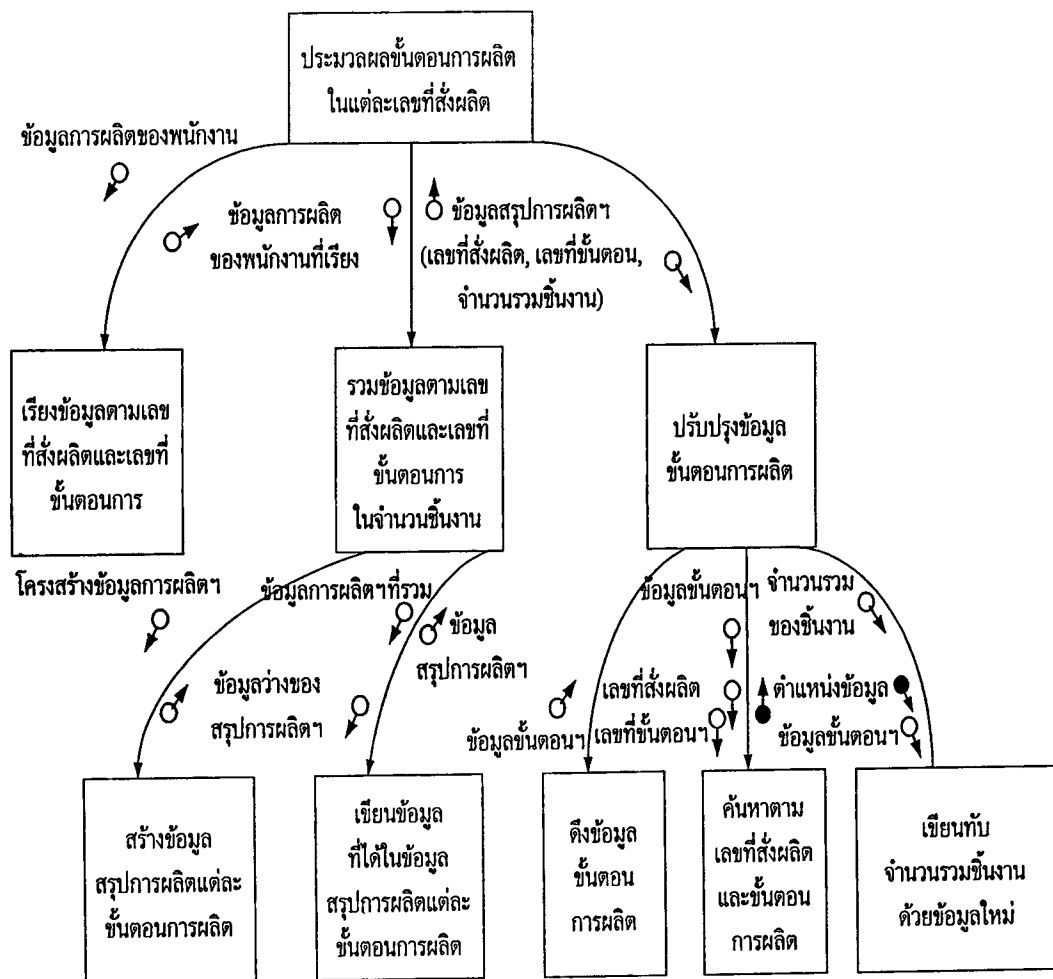 ประมวลผลขั้นตอนการผลิต
ในแต่ละเลขที่สั่งผลิต
ข้อมูลการผลิตของพนักงาน
ข้อมูลการผลิต
ของพนักงานที่เรียง
ข้อมูลสรุปการผลิตฯ
(เลขที่สั่งผลิต, เลขที่ขั้นตอน,
จำนวนรวมชิ้นงาน)
เรียงข้อมูลตามเลข
ที่สั่งผลิตและเลขที่
ขั้นตอนการ
รวมข้อมูลตามเลข
ที่สั่งผลิตและเลขที่
ขั้นตอนการ
ในจำนวนชิ้นงาน
ปรับปรุงข้อมูล
ขั้นตอนการผลิต
โครงสร้างข้อมูลการผลิตฯ
ข้อมูลการผลิตฯที่รวม
ข้อมูล
สรุปการผลิตฯ
ข้อมูลขั้นตอนฯ
จำนวนรวม
ของชิ้นงาน
ข้อมูลว่างของ
สรุปการผลิตฯ
ข้อมูลขั้นตอนฯ
เลขที่สั่งผลิต
เลขที่ขั้นตอนฯ
ตำแหน่งข้อมูล
ข้อมูลขั้นตอนฯ
สร้างข้อมูล
สรุปการผลิตแต่ละ
ขั้นตอนการผลิต
เขียนข้อมูล
ที่ได้ในข้อมูล
สรุปการผลิตแต่ละ
ขั้นตอนการผลิต
ดึงข้อมูล
ขั้นตอน
การผลิต
ค้นหาตาม
เลขที่สั่งผลิต
และขั้นตอน
การผลิต
เขียนทับ
จำนวนรวมชิ้นงาน
ด้วยข้อมูลใหม่